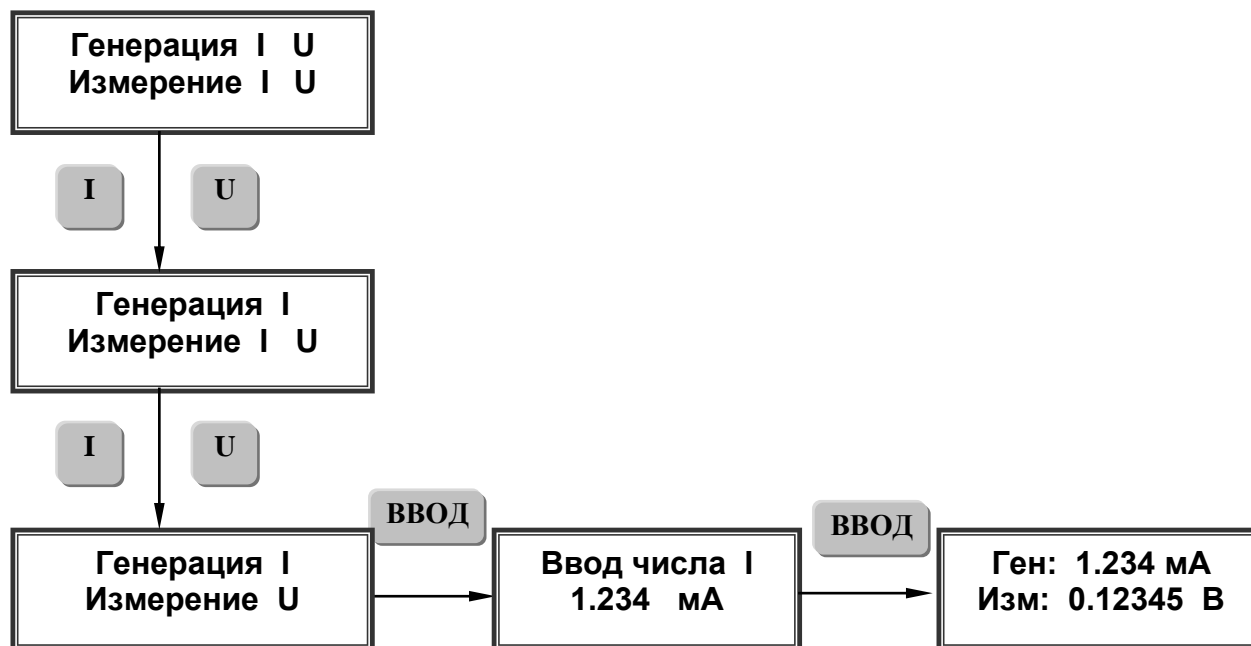 Генерация I U
Измерение I U
I U
Генерация I
Измерение I U
I U
ВВОД ВВОД
Генерация I
Измерение U
Ввод числа I
1.234 мА
Ген: 1.234 мА
Изм: 0.12345 В